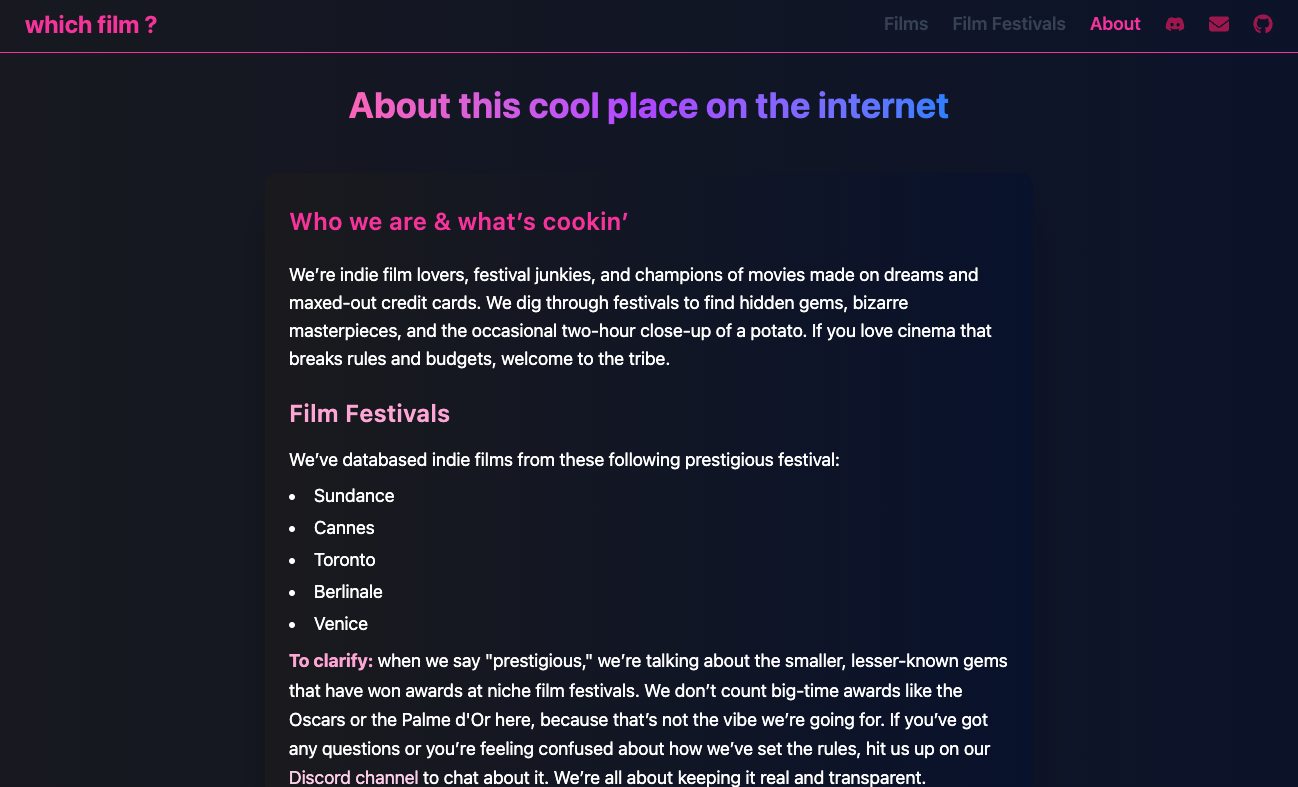 which film ?
Films Film Festivals About
About this cool place on the internet
Who we are & what’s cookin’
We’re indie film lovers, festival junkies, and champions of movies made on dreams and
maxed-out credit cards. We dig through festivals to find hidden gems, bizarre
masterpieces, and the occasional two-hour close-up of a potato. If you love cinema that
breaks rules and budgets, welcome to the tribe.
Film Festivals
We’ve databased indie films from these following prestigious festival:
• Sundance
• Cannes
• Toronto
• Berlinale
• Venice
To clarify: when we say "prestigious," we’re talking about the smaller, lesser-known gems
that have won awards at niche film festivals. We don’t count big-time awards like the
Oscars or the Palme d'Or here, because that’s not the vibe we’re going for. If you’ve got
any questions or you’re feeling confused about how we’ve set the rules, hit us up on our
Discord channel to chat about it. We’re all about keeping it real and transparent.